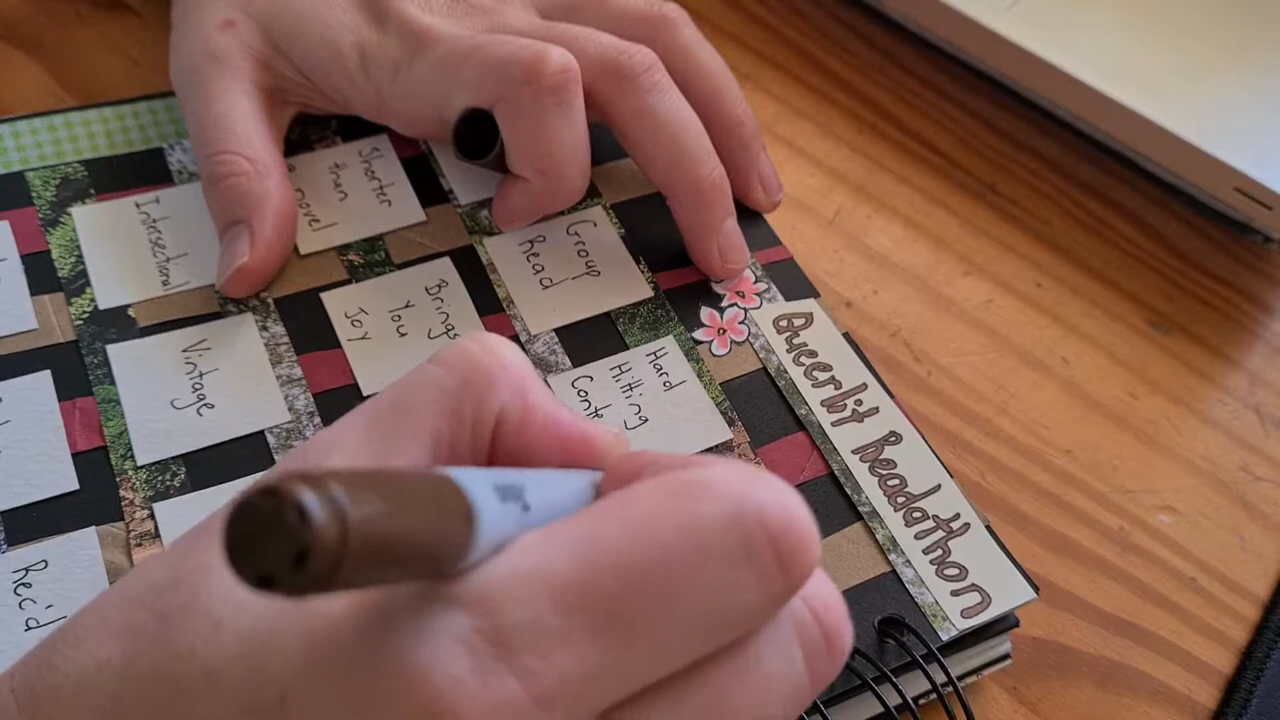 Queerlit Readathon
Shorter
than
novel
Group
Read
Hard
Hitting
Intersectional
Brings
You
Joy
Vintage
Rec'd